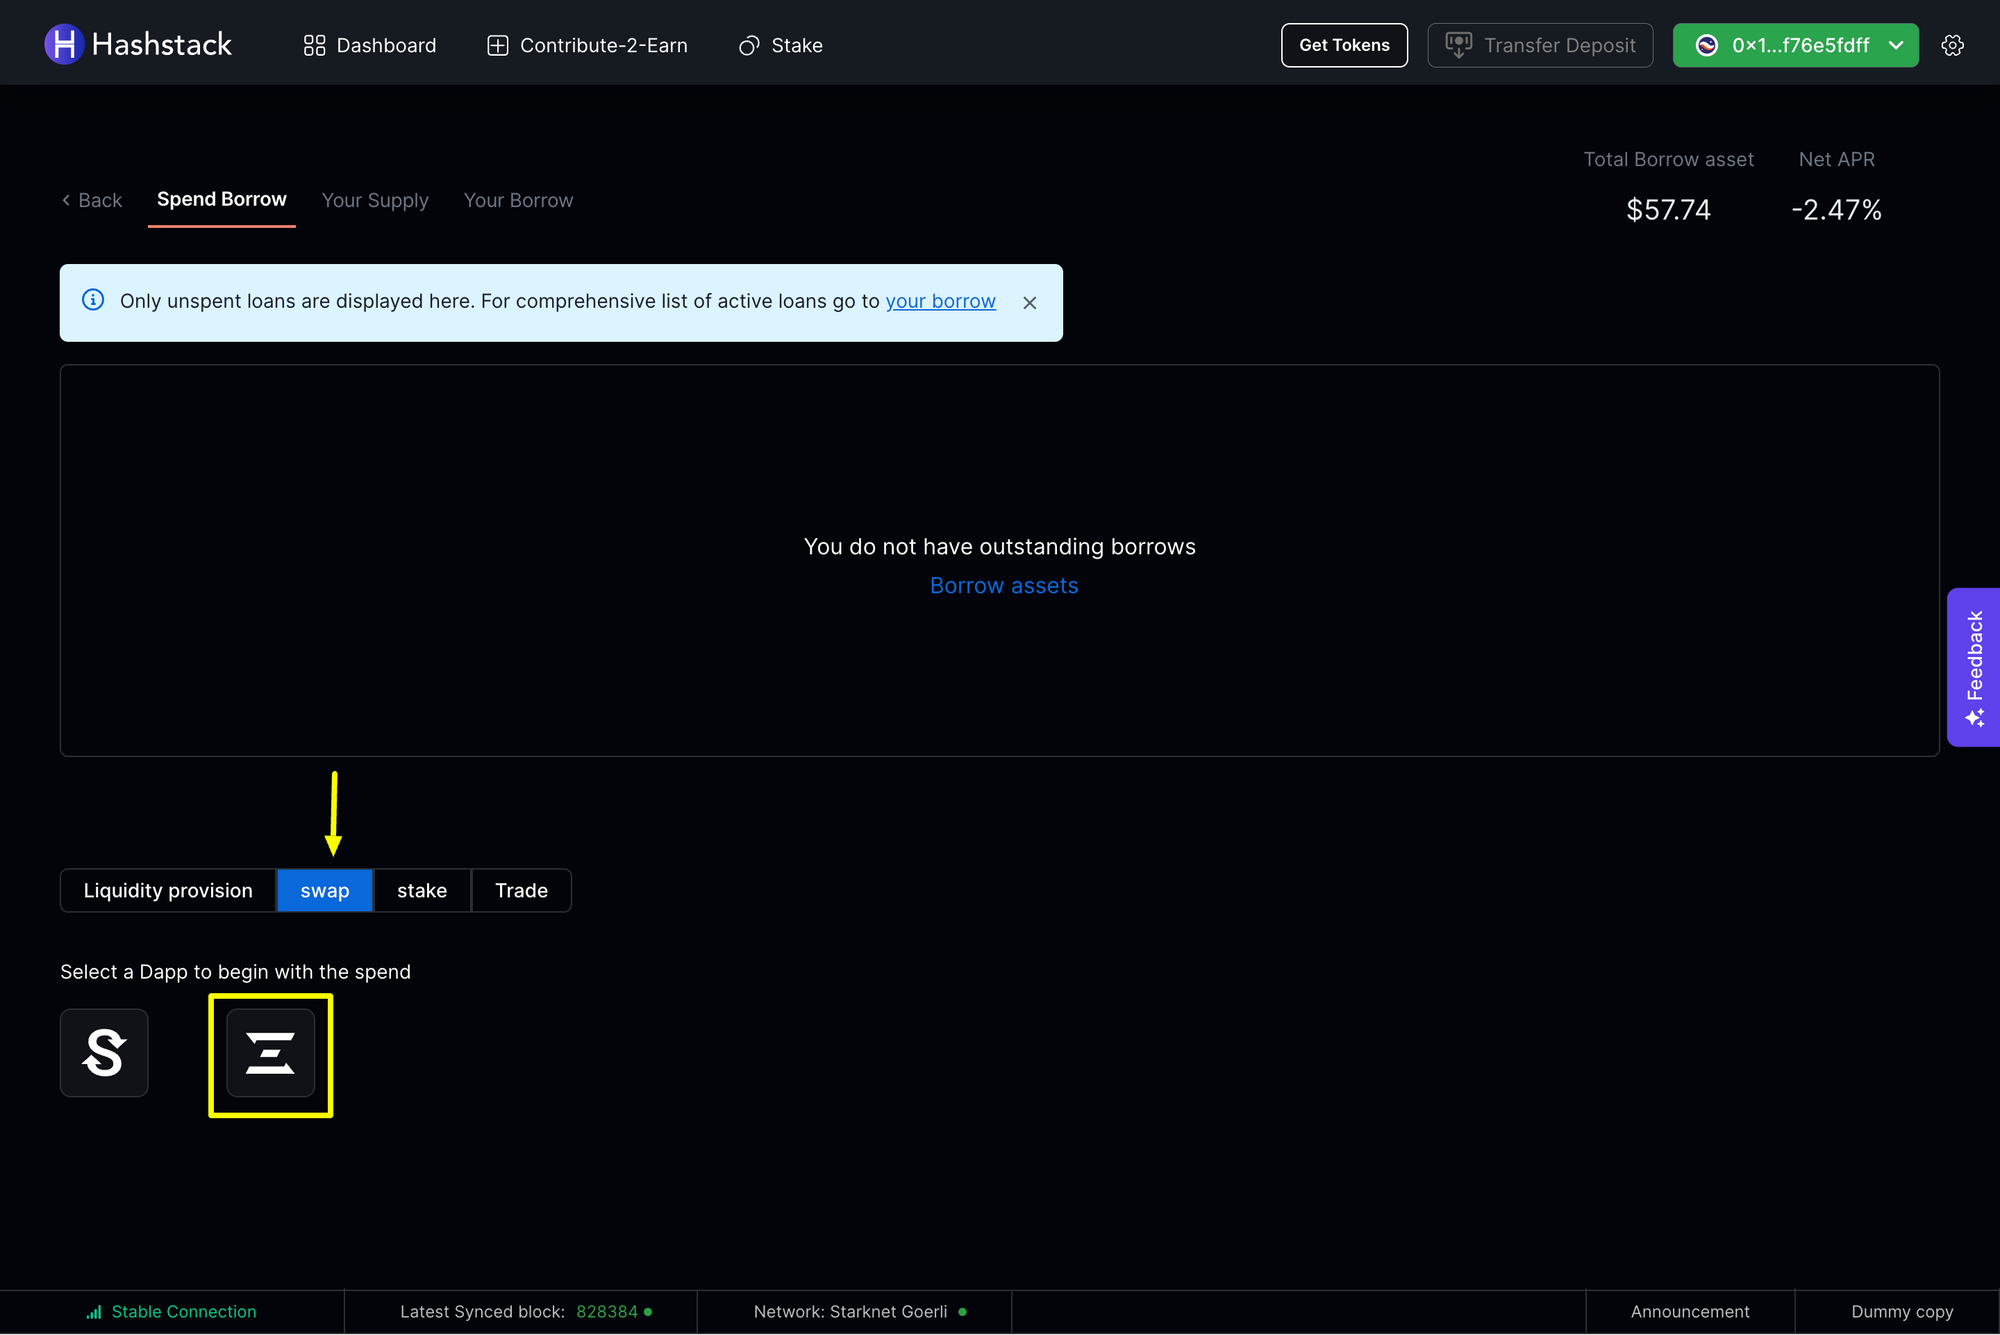 Hashstack
Dashboard
Contribute-2-Earn
Stake
Get Tokens
Transfer Deposit
0x1...f76e5fdff
Total Borrow asset
Net APR
$57.74
-2.47%
Back
Spend Borrow
Your Supply
Your Borrow
Only unspent loans are displayed here. For comprehensive list of active loans go to your borrow
You do not have outstanding borrows
Borrow assets
Feedback
Liquidity provision
swap
stake
Trade
Select a Dapp to begin with the spend
Stable Connection
Latest Synced block: 828384
Network: Starknet Goerli
Announcement
Dummy copy